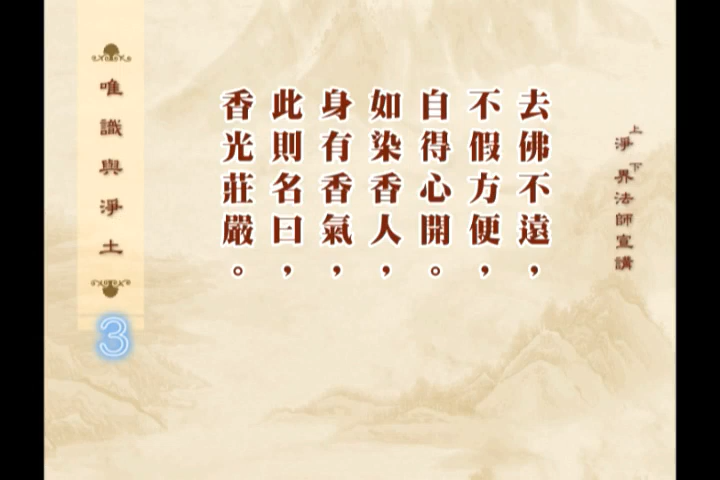 上淨下界法師宣講
去佛不遠，
不假方便，
自得心開。
如染香人，
身有香氣，
此則名曰，
香光莊嚴。
唯識與淨土
3